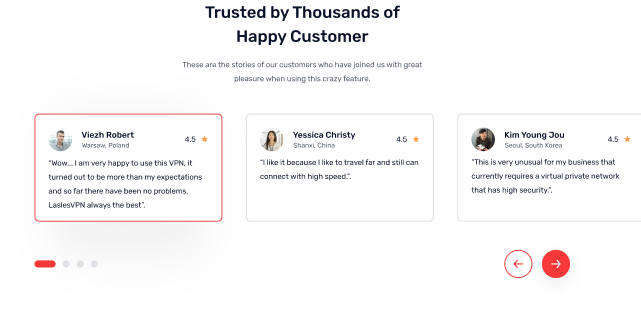 Trusted by Thousands of
Happy Customer
These are the stories of our customers who have joined us with great
pleasure when using this crazy feature.
Viezh Robert
Warsaw, Poland
4.5
“Wow... I am very happy to use this VPN, it
turned out to be more than my expectations
and so far there have been no problems.
LaslesVPN always the best”.
Yessica Christy
Shanxi, China
4.5
“I like it because I like to travel far and still can
connect with high speed.”.
Kim Young Jou
Seoul, South Korea
4.5
“This is very unusual for my business that
currently requires a virtual private network
that has high security.”.